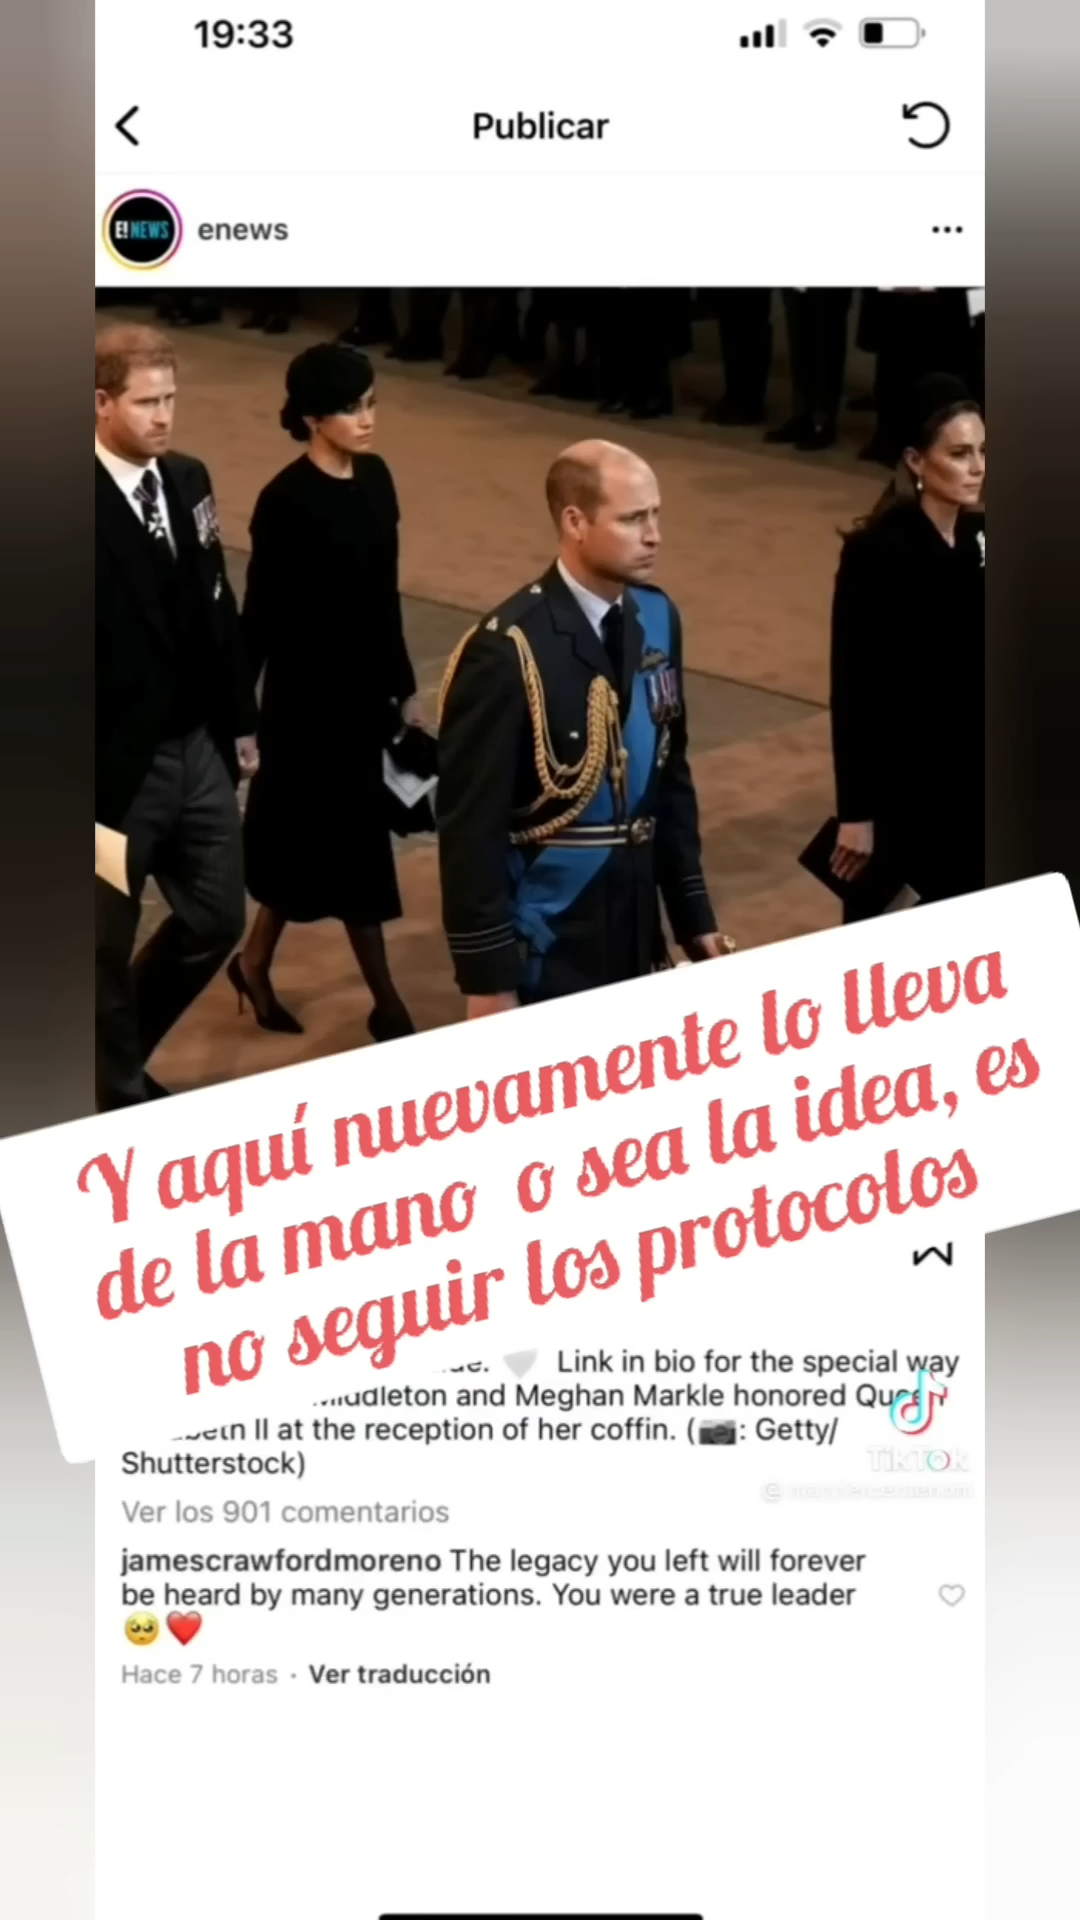 19:33
Publicar
E! NEWS
enews
Y aquí nuevamente lo lleva
de la mano o sea la idea, es
no seguir los protocolos
Link in bio for the special way
and Meghan Markle honored
II at the reception of her coffin. (📷: Getty/
Shutterstock)
TikTok
Ver los 901 comentarios
jamescrawfordmoreno The legacy you left will forever
be heard by many generations. You were a true leader
🥺❤️
Hace 7 horas · Ver traducción